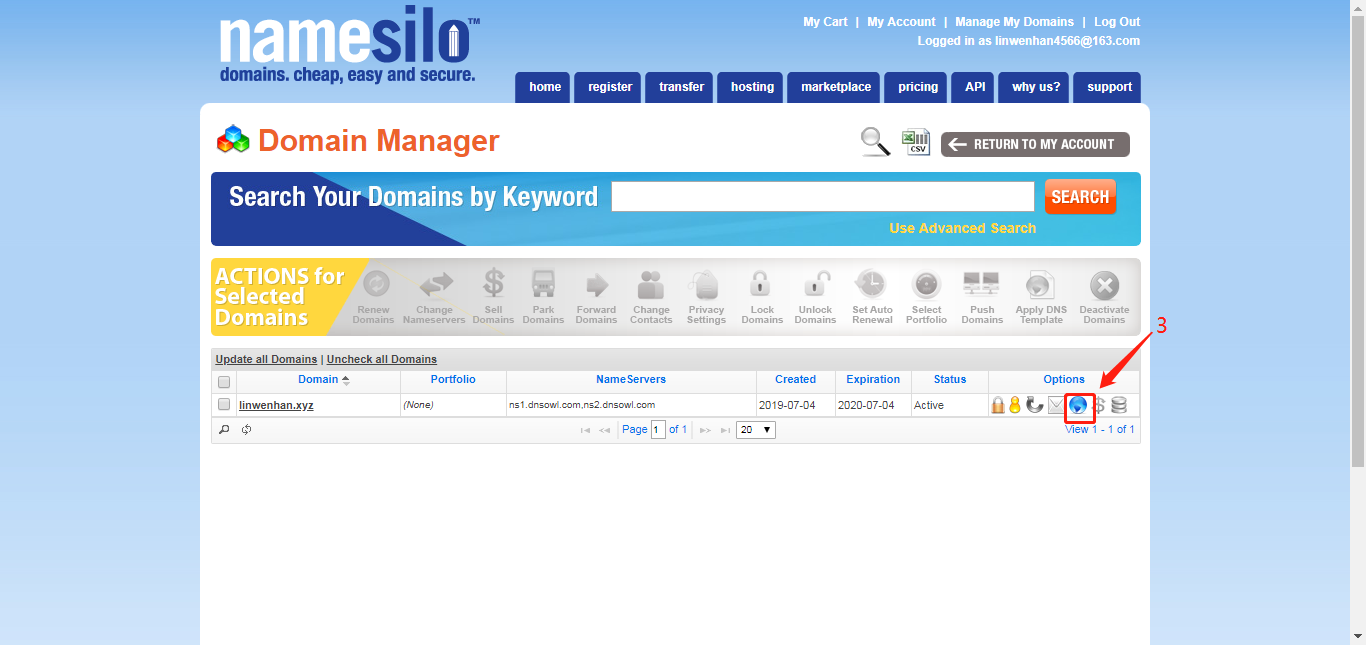 namesilo™
domains. cheap, easy and secure.
My Cart | My Account | Manage My Domains | Log Out
Logged in as linwenhan4566@163.com
home register transfer hosting marketplace pricing API why us? support
Domain Manager
CSV
RETURN TO MY ACCOUNT
Search Your Domains by Keyword
SEARCH
Use Advanced Search
ACTIONS for
Selected
Domains
Renew Domains
Change Nameservers
Sell Domains
Park Domains
Forward Domains
Change Contacts
Privacy Settings
Lock Domains
Unlock Domains
Set Auto Renewal
Select Portfolio
Push Domains
Apply DNS Template
Deactivate Domains
3
Update all Domains | Uncheck all Domains
Domain Portfolio NameServers Created Expiration Status Options
linwenhan.xyz (None) ns1.dnsowl.com,ns2.dnsowl.com 2019-07-04 2020-07-04 Active
Page 1 of 1 20 View 1 - 1 of 1